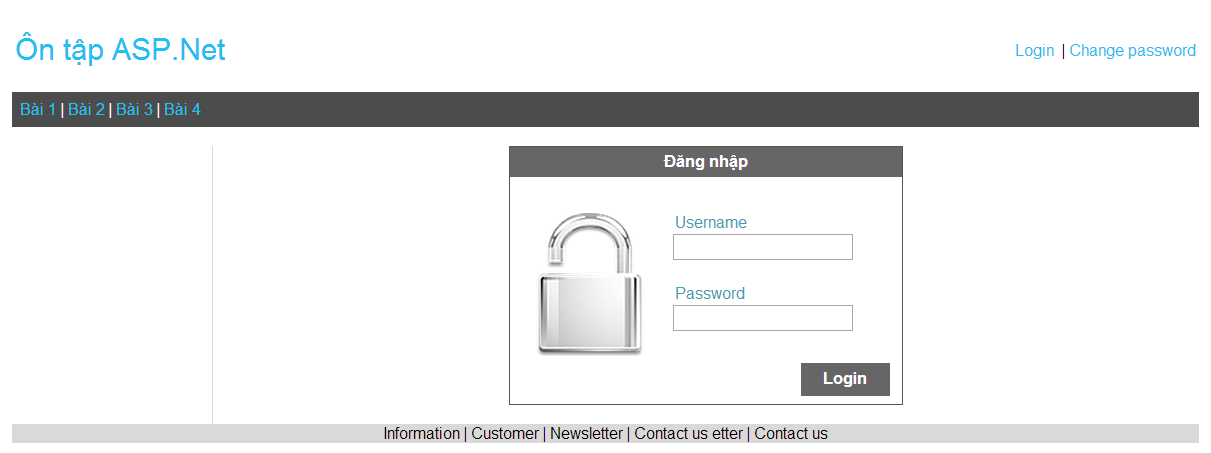 Ôn tập ASP.Net
Login | Change password
Bài 1 | Bài 2 | Bài 3 | Bài 4
Đăng nhập
Username
Password
Login
Information | Customer | Newsletter | Contact us etter | Contact us